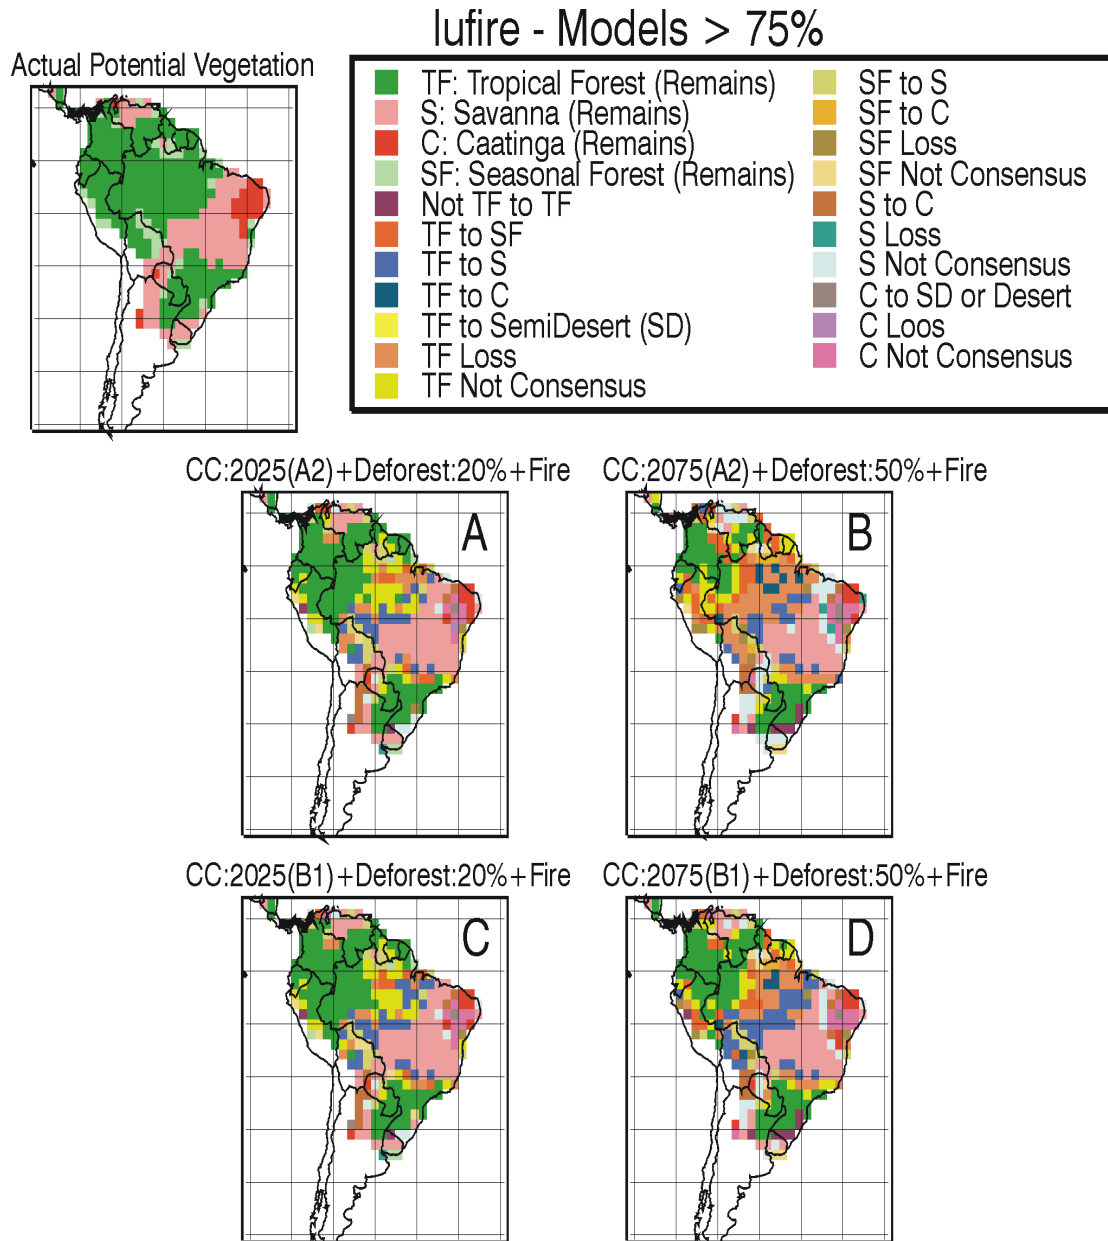 lufire - Models > 75%
Actual Potential Vegetation
TF: Tropical Forest (Remains)
S: Savanna (Remains)
C: Caatinga (Remains)
SF: Seasonal Forest (Remains)
Not TF to TF
TF to SF
TF to S
TF to C
TF to SemiDesert (SD)
TF Loss
TF Not Consensus
SF to S
SF to C
SF Loss
SF Not Consensus
S to C
S Loss
S Not Consensus
C to SD or Desert
C Loos
C Not Consensus
CC:2025(A2)+Deforest:20%+Fire
A
CC:2075(A2)+Deforest:50%+Fire
B
CC:2025(B1)+Deforest:20%+Fire
C
CC:2075(B1)+Deforest:50%+Fire
D